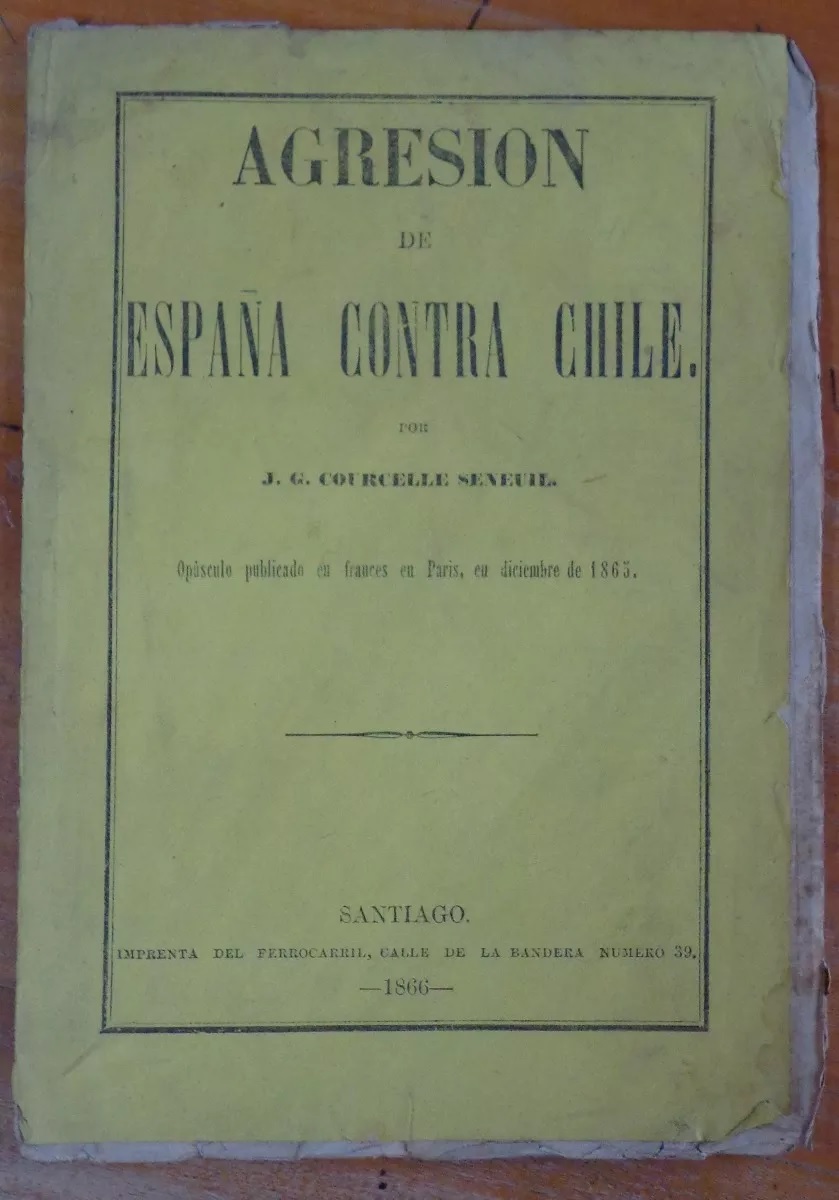 AGRESION
DE
ESPAÑA CONTRA CHILE.
POR
J. G. COURCELLE SENEUIL.
Opúsculo publicado en frances en Paris, en diciembre de 1865.
SANTIAGO.
IMPRENTA DEL FERROCARRIL, CALLE DE LA BANDERA NUMERO 39.
—1866—